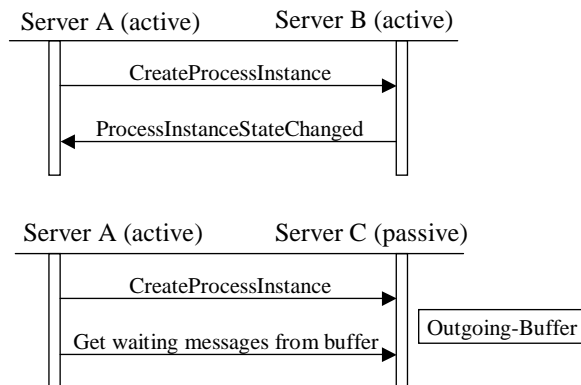 Server A (active) Server B (active)
CreateProcessInstance
ProcessInstanceStateChanged
Server A (active) Server C (passive)
CreateProcessInstance
Outgoing-Buffer
Get waiting messages from buffer